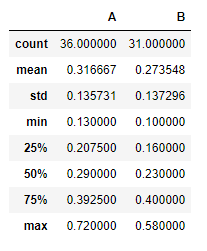 A B
count 36.000000 31.000000
mean 0.316667 0.273548
std 0.135731 0.137296
min 0.130000 0.100000
25% 0.207500 0.160000
50% 0.290000 0.230000
75% 0.392500 0.400000
max 0.720000 0.580000